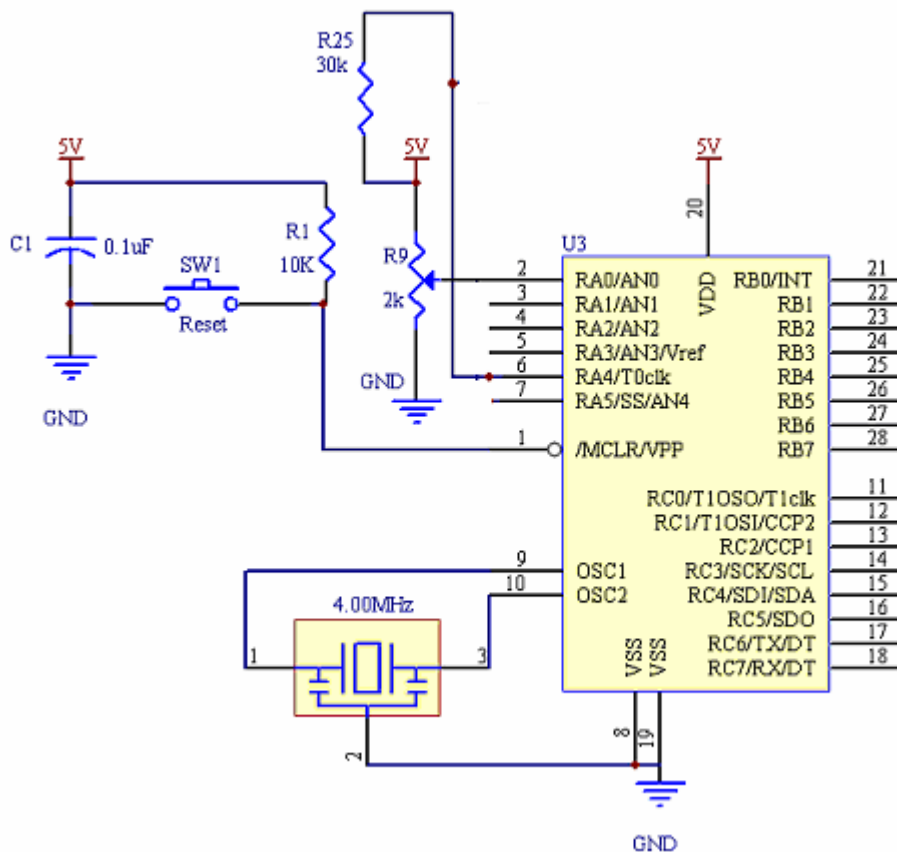 R25
30k
5V
5V
5V
C1
0.1uF
R1
10K
SW1
Reset
GND
R9
2k
GND
20
U3
VDD
2
RA0/AN0
RB0/INT
21
3
RA1/AN1
RB1
22
4
RA2/AN2
RB2
23
5
RA3/AN3/Vref
RB3
24
6
RA4/T0clk
RB4
25
7
RA5/SS/AN4
RB5
26
RB6
27
1
/MCLR/VPP
RB7
28
RC0/T1OSO/T1clk
11
RC1/T1OSI/CCP2
12
RC2/CCP1
13
9
OSC1
RC3/SCK/SCL
14
10
OSC2
RC4/SDI/SDA
15
RC5/SDO
16
RC6/TX/DT
17
RC7/RX/DT
18
4.00MHz
1
3
2
VSS
VSS
8
19
GND